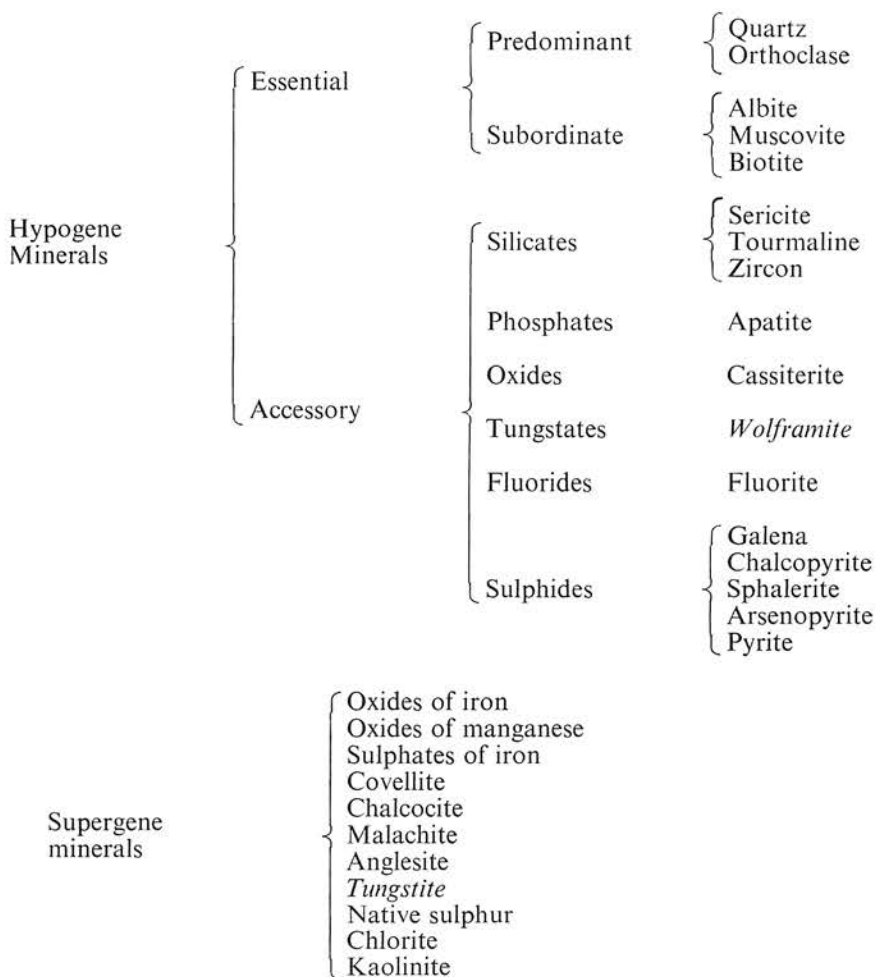 Quartz
Predominant
Orthoclase
Essential
Albite
Subordinate Muscovite
Biotite
Hypogene
Minerals
Sericite
Silicates Tourmaline
Zircon
Phosphates Apatite
Oxides Cassiterite
Accessory
Tungstates Wolframite
Fluorides Fluorite
Galena
Chalcopyrite
Sulphides Sphalerite
Arsenopyrite
Pyrite
Oxides of iron
Oxides of manganese
Sulphates of iron
Covellite
Chalcocite
Supergene
minerals
Malachite
Anglesite
Tungstite
Native sulphur
Chlorite
Kaolinite